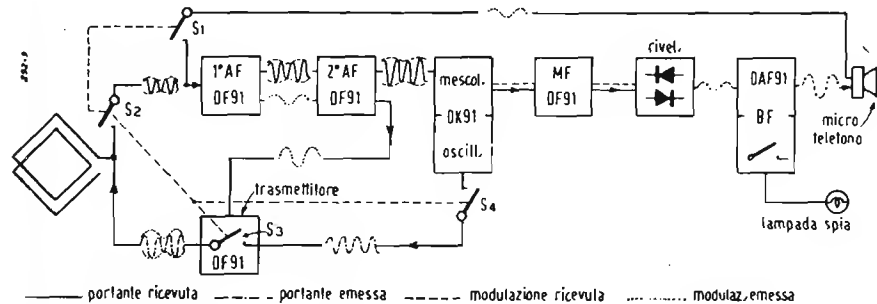 S1
rivel.
1° AF
DF91
2° AF
DF91
mescol.
DK91
oscill.
MF
DF91
DAF91
BF
micro
telefono
S2
trasmettitore
S3
DF91
S4
lampada spia
portante ricevuta
portante emessa
modulazione ricevuta
modulaz. emessa